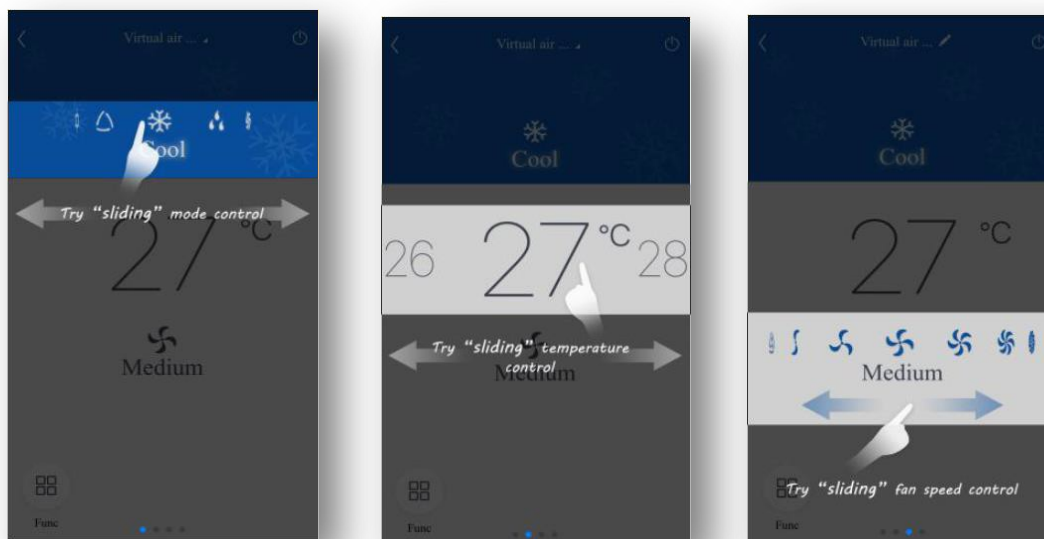 Virtual air ...
Cool
Try “sliding” mode control
27 °C
Medium
Func
Virtual air ...
Cool
26 27 °C 28
Try “sliding” temperature
control
Medium
Func
Virtual air ...
Cool
27 °C
Medium
Try “sliding” fan speed control
Func